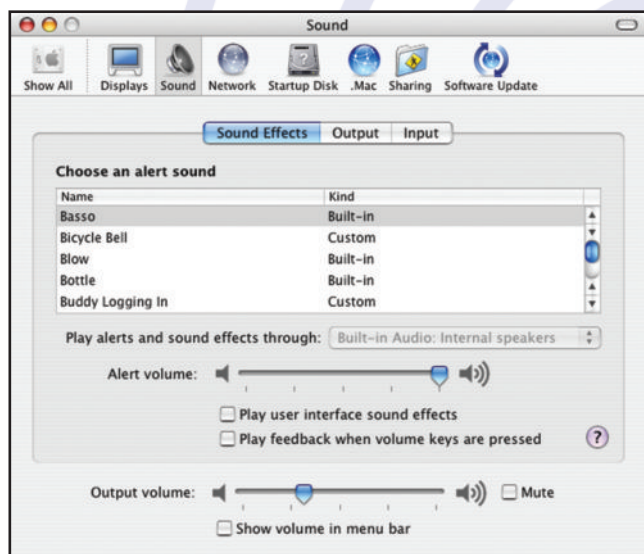 Sound
Show All Displays Sound Network Startup Disk .Mac Sharing Software Update
Sound Effects Output Input
Choose an alert sound
Name Kind
Basso Built-in
Bicycle Bell Custom
Blow Built-in
Bottle Built-in
Buddy Logging In Custom
Play alerts and sound effects through: Built-in Audio: Internal speakers
Alert volume:
Play user interface sound effects
Play feedback when volume keys are pressed ?
Output volume: Mute
Show volume in menu bar